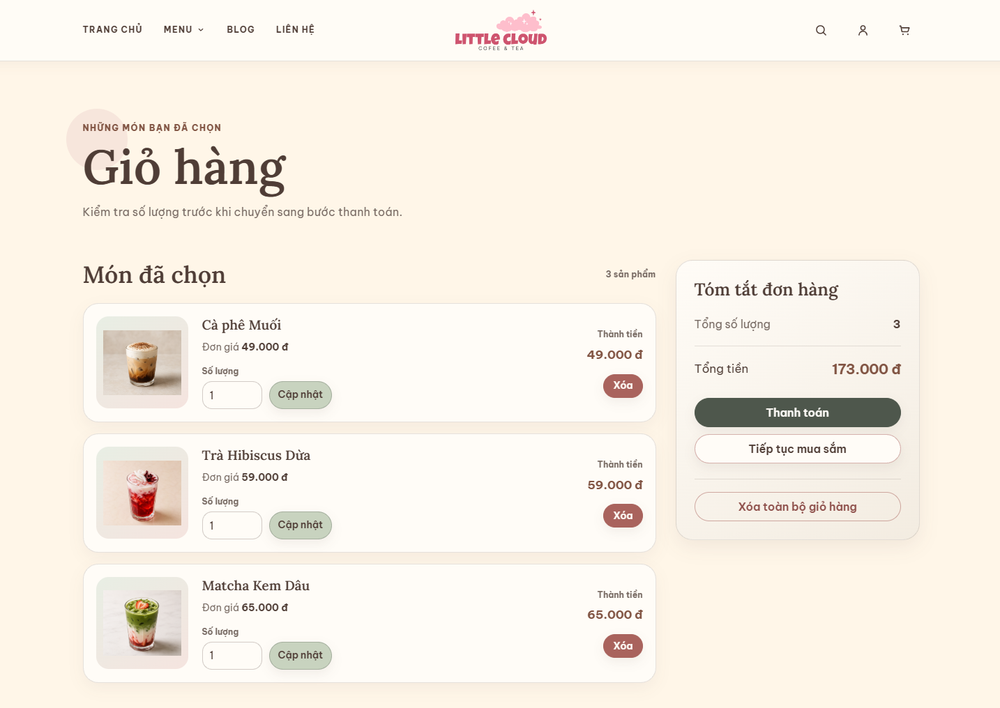 TRANG CHỦ MENU BLOG LIÊN HỆ
LITTLE CLOUD
COFEE & TEA
NHỮNG MÓN BẠN ĐÃ CHỌN
Giỏ hàng
Kiểm tra số lượng trước khi chuyển sang bước thanh toán.
Món đã chọn
3 sản phẩm
Cà phê Muối
Đơn giá 49.000 đ
Số lượng
1
Cập nhật
Thành tiền
49.000 đ
Xóa
Trà Hibiscus Dừa
Đơn giá 59.000 đ
Số lượng
1
Cập nhật
Thành tiền
59.000 đ
Xóa
Matcha Kem Dâu
Đơn giá 65.000 đ
Số lượng
1
Cập nhật
Thành tiền
65.000 đ
Xóa
Tóm tắt đơn hàng
Tổng số lượng 3
Tổng tiền 173.000 đ
Thanh toán
Tiếp tục mua sắm
Xóa toàn bộ giỏ hàng